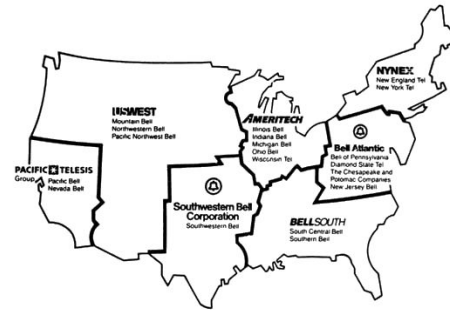 NYNEX
New England Tel
New York Tel
US WEST
Mountain Bell
Northwestern Bell
Pacific Northwest Bell
AMERITECH
Illinois Bell
Indiana Bell
Michigan Bell
Ohio Bell
Wisconsin Tel
Bell Atlantic
Bell of Pennsylvania
Diamond State Tel
The Chesapeake and
Potomac Companies
New Jersey Bell
PACIFIC TELESIS
Group
Pacific Bell
Nevada Bell
Southwestern Bell
Corporation
Southwestern Bell
BELLSOUTH
South Central Bell
Southern Bell